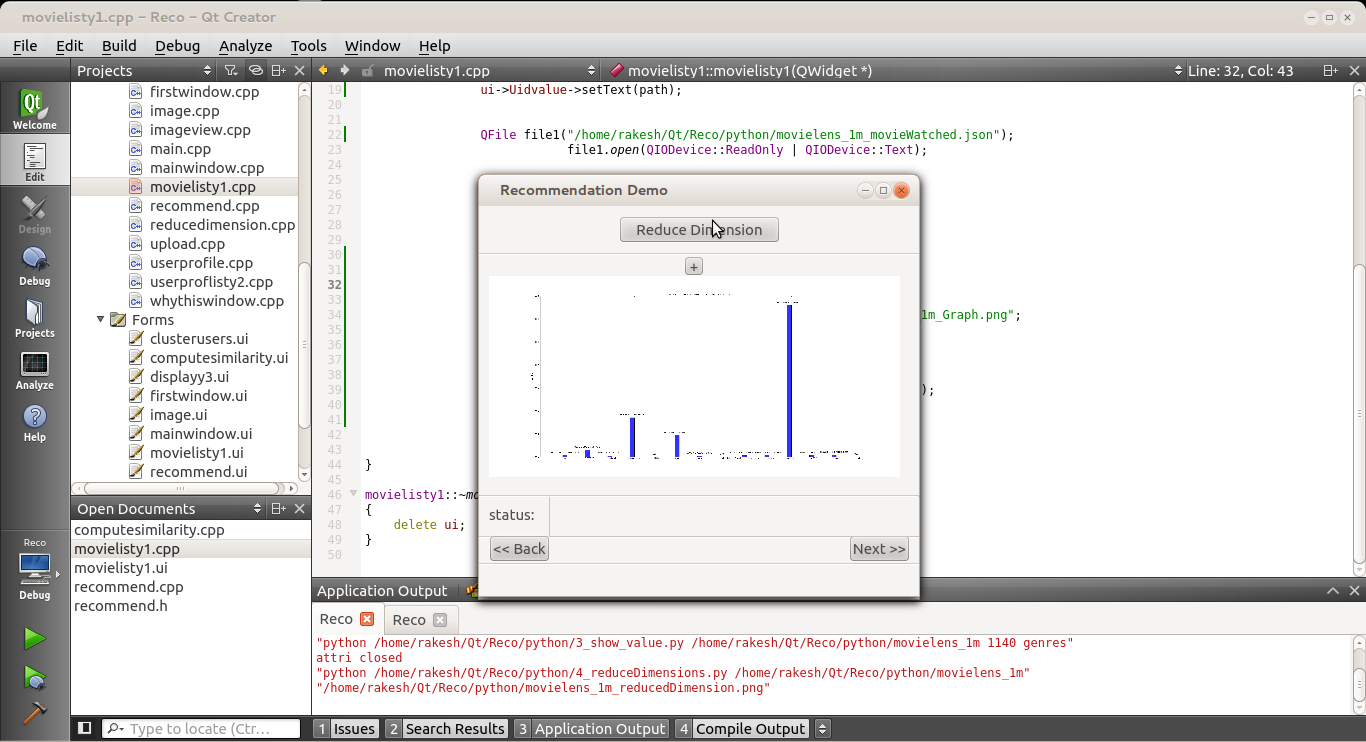 movielisty1.cpp - Reco - Qt Creator
File Edit Build Debug Analyze Tools Window Help
Projects
movielisty1.cpp
movielisty1::movielisty1(QWidget *)
Line: 32, Col: 43
Welcome
Edit
Design
Debug
Projects
Analyze
Help
Reco
Debug
firstwindow.cpp
image.cpp
imageview.cpp
main.cpp
mainwindow.cpp
movielisty1.cpp
recommend.cpp
reducedimension.cpp
upload.cpp
userprofile.cpp
userproflisty2.cpp
whythiswindow.cpp
Forms
clusterusers.ui
computesimilarity.ui
displayy3.ui
firstwindow.ui
image.ui
mainwindow.ui
movielisty1.ui
recommend.ui
Open Documents
computesimilarity.cpp
movielisty1.cpp
movielisty1.ui
recommend.cpp
recommend.h
19 ui->Uidvalue->setText(path);
20
21
22 QFile file1("/home/rakesh/Qt/Reco/python/movielens_1m_movieWatched.json");
23 file1.open(QIODevice::ReadOnly | QIODevice::Text);
24
25
26
27
28
29
30
31
32
33
34 1m_Graph.png";
35
36
37
38
39 );
40
41
42
43
44 }
45
46 movielisty1::~mo
47 {
48 delete ui;
49 }
50
Recommendation Demo
Reduce Dimension
+
status:
<< Back
Next >>
Application Output
Reco
Reco
"python /home/rakesh/Qt/Reco/python/3_show_value.py /home/rakesh/Qt/Reco/python/movielens_1m 1140 genres"
attri closed
"python /home/rakesh/Qt/Reco/python/4_reduceDimensions.py /home/rakesh/Qt/Reco/python/movielens_1m"
"/home/rakesh/Qt/Reco/python/movielens_1m_reducedDimension.png"
Type to locate (Ctr...
1 Issues
2 Search Results
3 Application Output
4 Compile Output